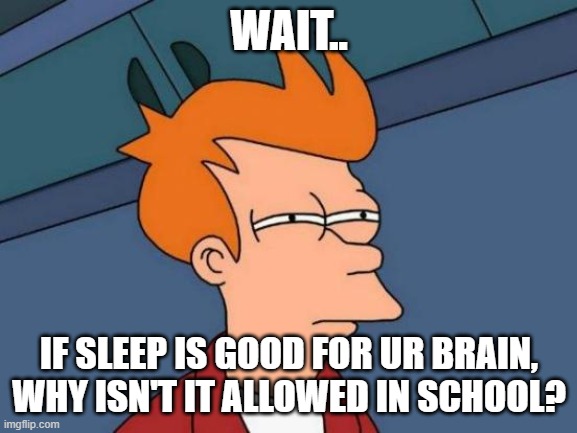 WAIT..
IF SLEEP IS GOOD FOR UR BRAIN,
WHY ISN'T IT ALLOWED IN SCHOOL?
imgflip.com